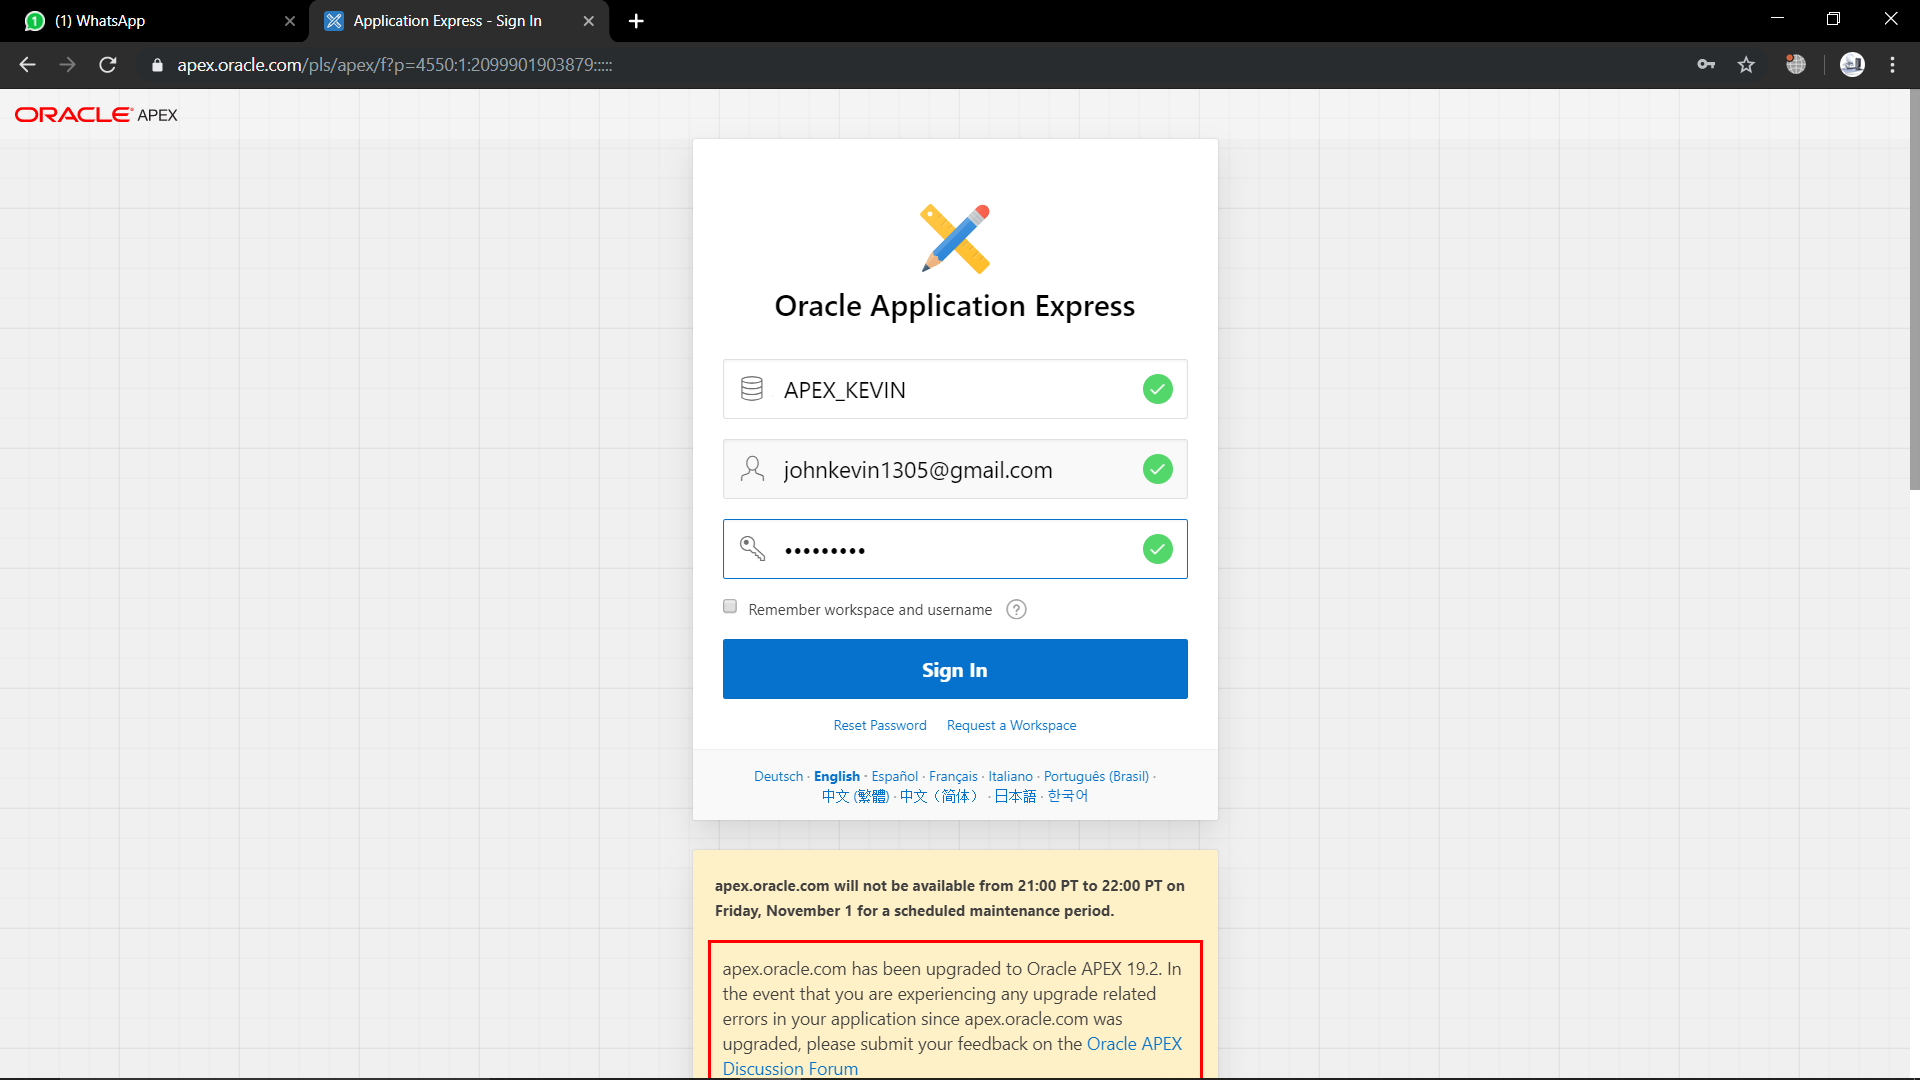 (1) WhatsApp
Application Express - Sign In
apex.oracle.com/pls/apex/f?p=4550:1:2099901903879:::::
ORACLE APEX
Oracle Application Express
APEX_KEVIN
johnkevin1305@gmail.com
•••••••••
Remember workspace and username ?
Sign In
Reset Password Request a Workspace
Deutsch · English · Español · Français · Italiano · Português (Brasil) ·
中文 (繁體) · 中文（简体） · 日本語 · 한국어
apex.oracle.com will not be available from 21:00 PT to 22:00 PT on
Friday, November 1 for a scheduled maintenance period.
apex.oracle.com has been upgraded to Oracle APEX 19.2. In
the event that you are experiencing any upgrade related
errors in your application since apex.oracle.com was
upgraded, please submit your feedback on the Oracle APEX
Discussion Forum